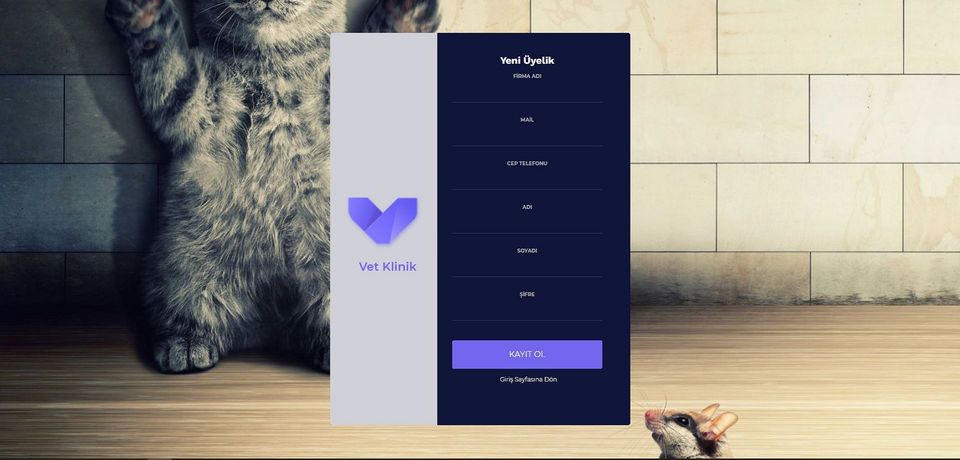 Vet Klinik
Yeni Üyelik
FİRMA ADI
MAİL
CEP TELEFONU
ADI
SOYADI
ŞİFRE
KAYIT OL
Giriş Sayfasına Dön